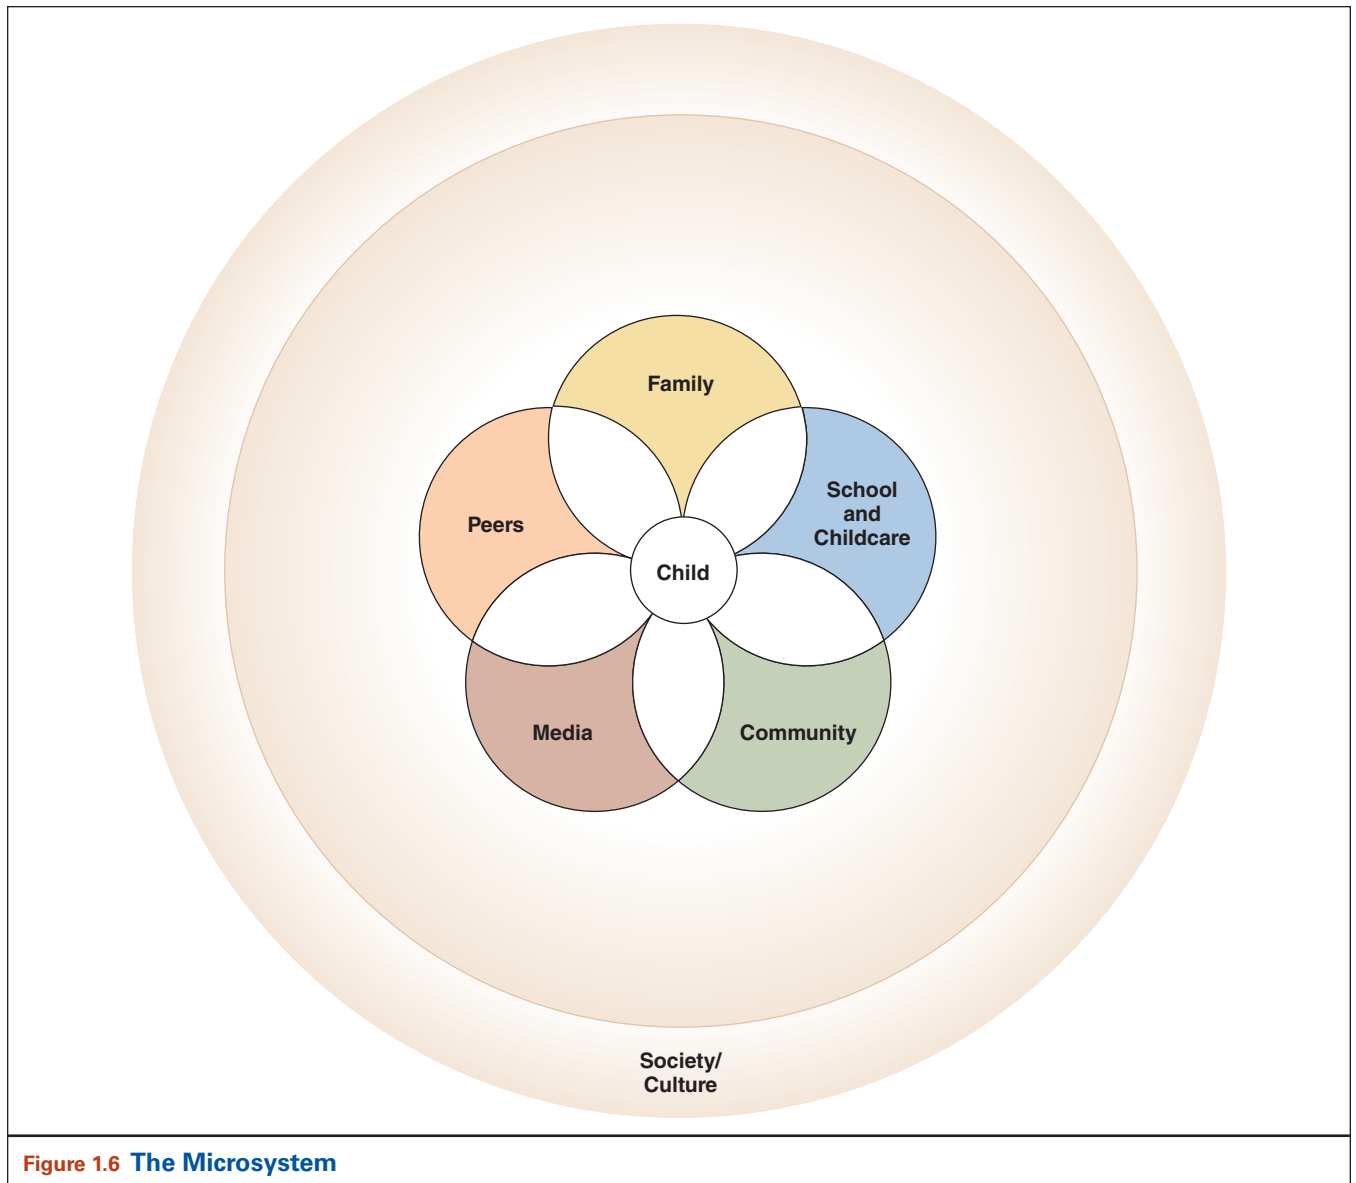 Family
School
and
Childcare
Peers
Child
Media
Community
Society/
Culture
Figure 1.6 The Microsystem